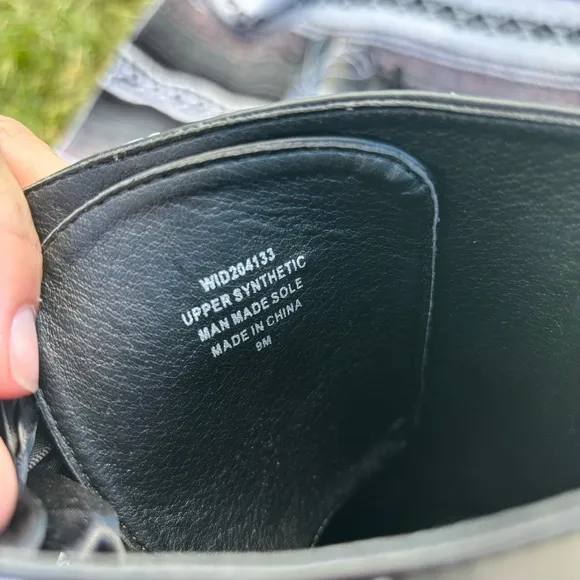 WID204133
UPPER SYNTHETIC
MAN MADE SOLE
MADE IN CHINA
9M